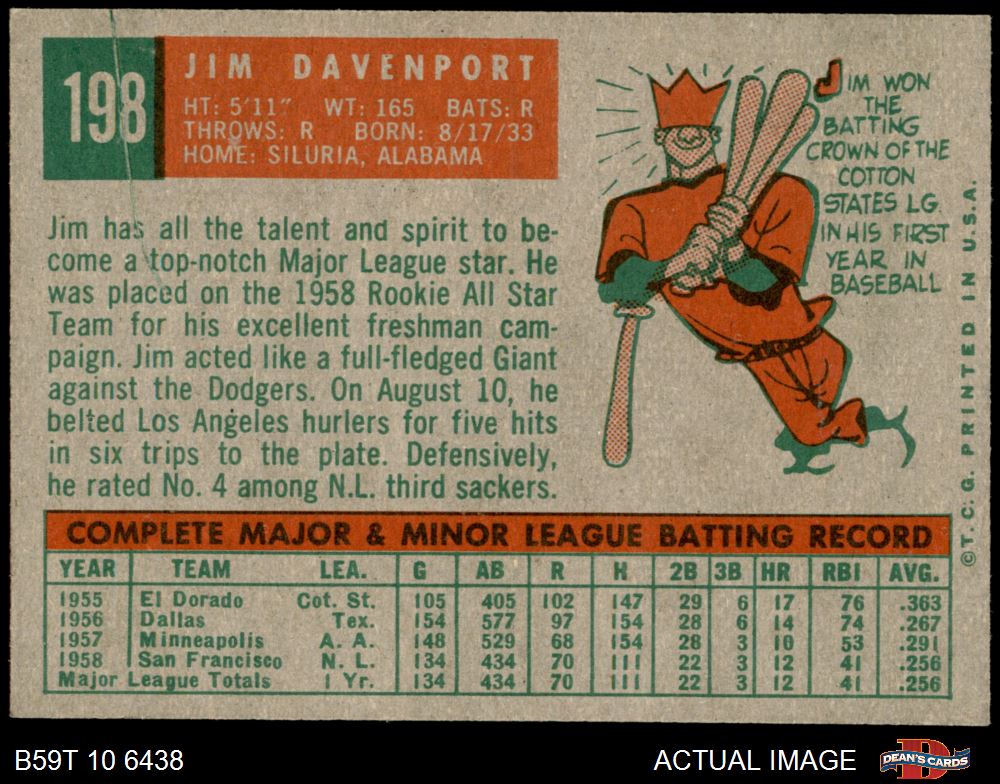 198
JIM DAVENPORT
HT: 5'11" WT: 165 BATS: R
THROWS: R BORN: 8/17/33
HOME: SILURIA, ALABAMA
Jim has all the talent and spirit to be-
come a top-notch Major League star. He
was placed on the 1958 Rookie All Star
Team for his excellent freshman cam-
paign. Jim acted like a full-fledged Giant
against the Dodgers. On August 10, he
belted Los Angeles hurlers for five hits
in six trips to the plate. Defensively,
he rated No. 4 among N.L. third sackers.
JIM WON
THE
BATTING
CROWN OF THE
COTTON
STATES LG.
IN HIS FIRST
YEAR IN
BASEBALL
©T. C. G. PRINTED IN U.S.A.
COMPLETE MAJOR & MINOR LEAGUE BATTING RECORD
YEAR TEAM LEA. G AB R H 2B 3B HR RBI AVG.
1955 El Dorado Cot. St. 105 405 102 147 29 6 17 76 .363
1956 Dallas Tex. 154 577 97 154 28 6 14 74 .267
1957 Minneapolis A. A. 148 529 68 154 28 3 10 53 .291
1958 San Francisco N. L. 134 434 70 111 22 3 12 41 .256
Major League Totals 1 Yr. 134 434 70 111 22 3 12 41 .256
B59T 10 6438
ACTUAL IMAGE
DEAN'S CARDS